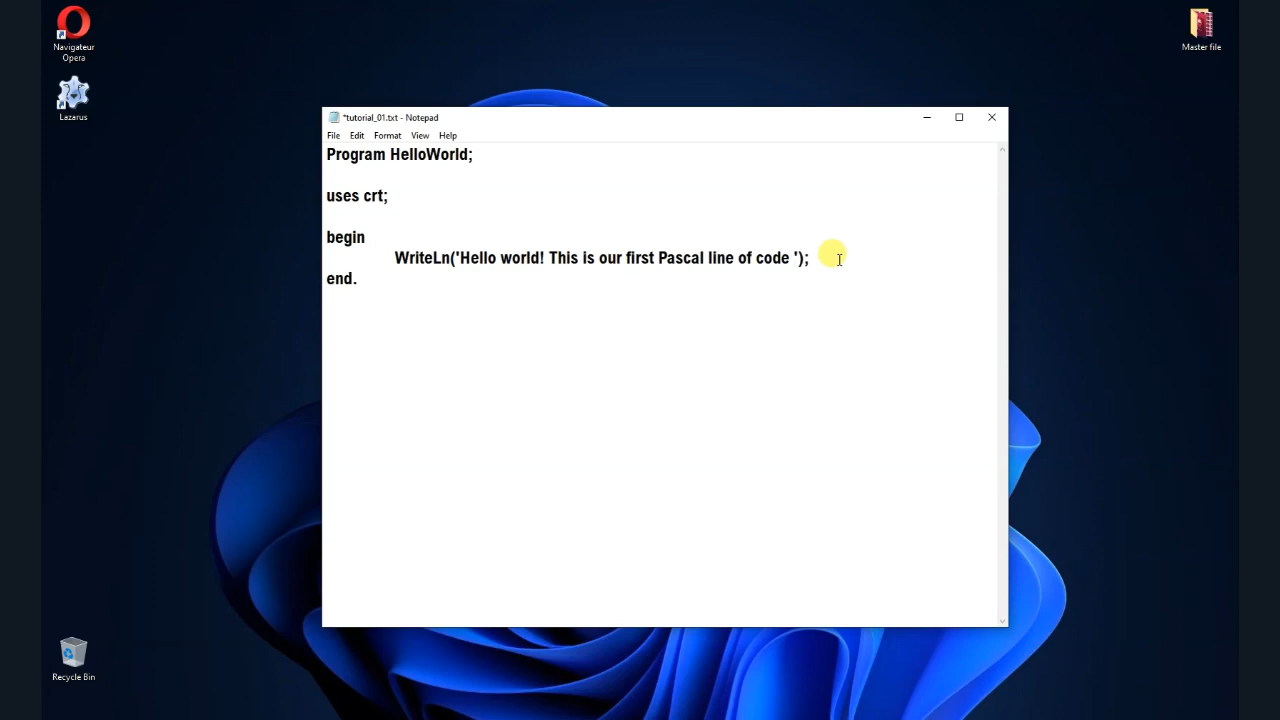 Navigateur
Opera
Lazarus
Master file
*tutorial_01.txt - Notepad
File Edit Format View Help
Program HelloWorld;
uses crt;
begin
WriteLn('Hello world! This is our first Pascal line of code ');
end.
Recycle Bin